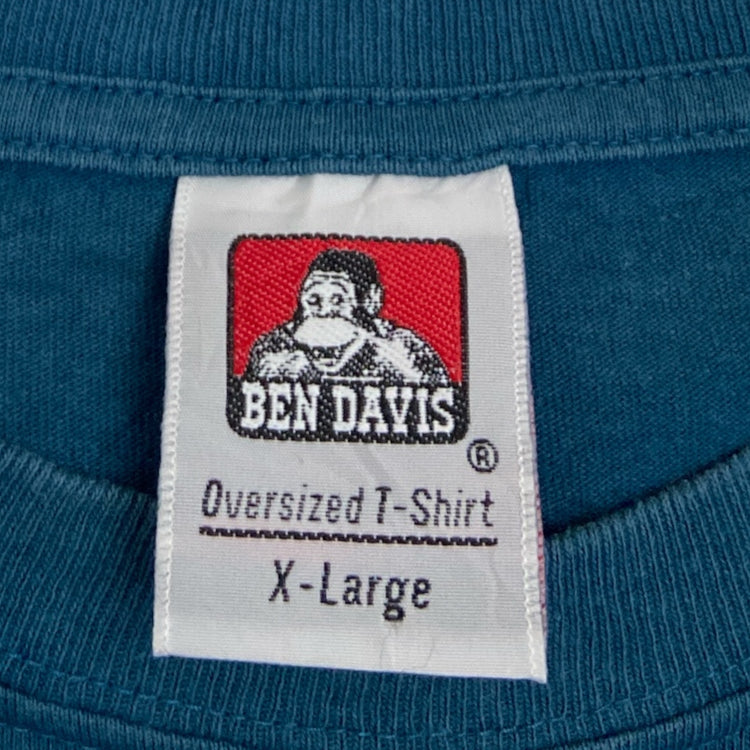 BEN DAVIS
®
Oversized T-Shirt
X-Large